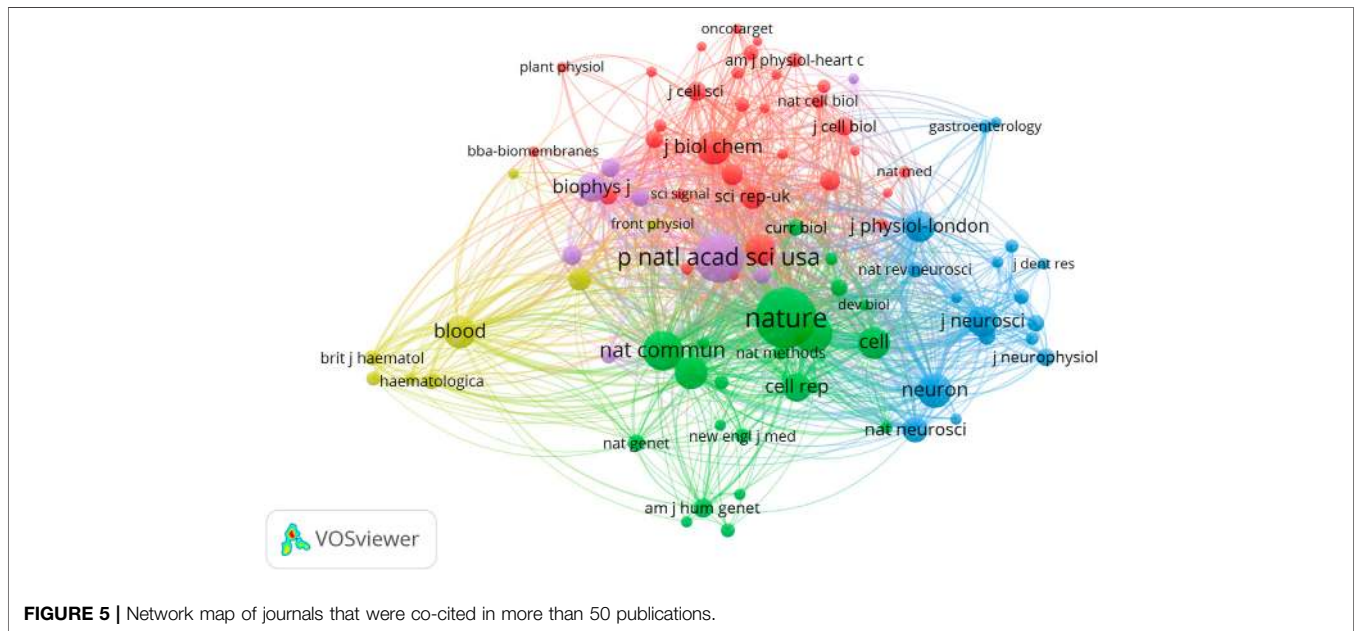 oncotarget
am j physiol-heart c
plant physiol
j cell sci
nat cell biol
j cell biol
gastroenterology
j biol chem
bba-biomembranes
nat med
biophys j
sci signal
sci rep-uk
front physiol
curr biol
j physiol-london
p natl acad sci usa
nat rev neurosci
j dent res
dev biol
nature
j neurosci
blood
cell
nat commun
nat methods
brit j haematol
j neurophysiol
haematologica
cell rep
neuron
nat neurosci
nat genet
new engl j med
am j hum genet
VOSviewer
FIGURE 5 | Network map of journals that were co-cited in more than 50 publications.